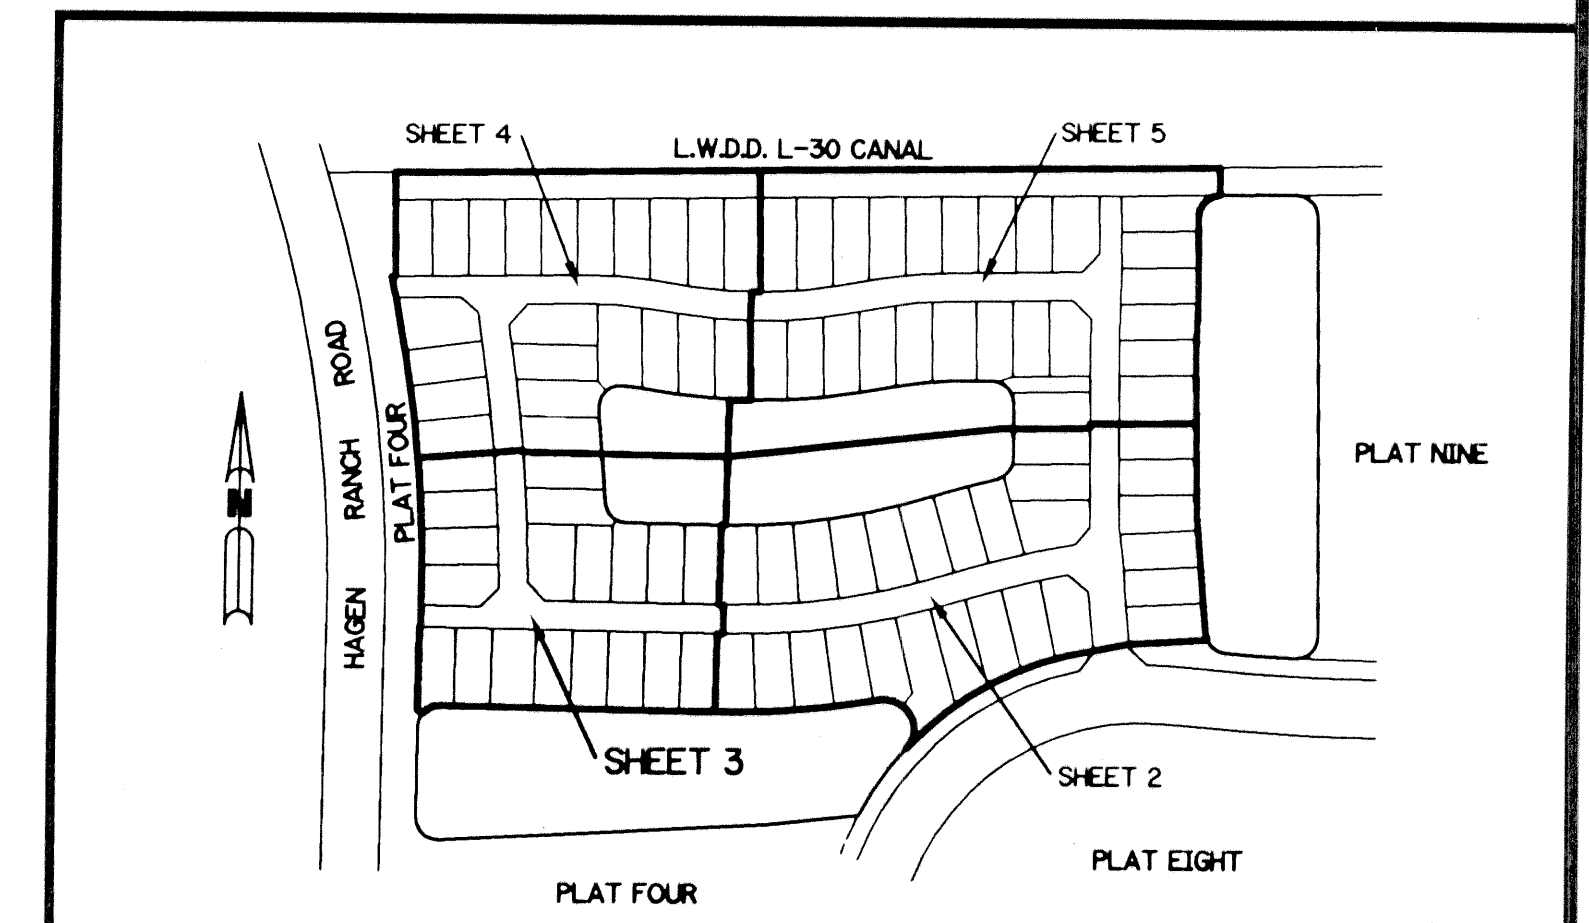 SHEET 4
L.W.D.D. L-30 CANAL
SHEET 5
HAGEN RANCH ROAD
PLAT FOUR
N
PLAT NINE
SHEET 3
SHEET 2
PLAT EIGHT
PLAT FOUR